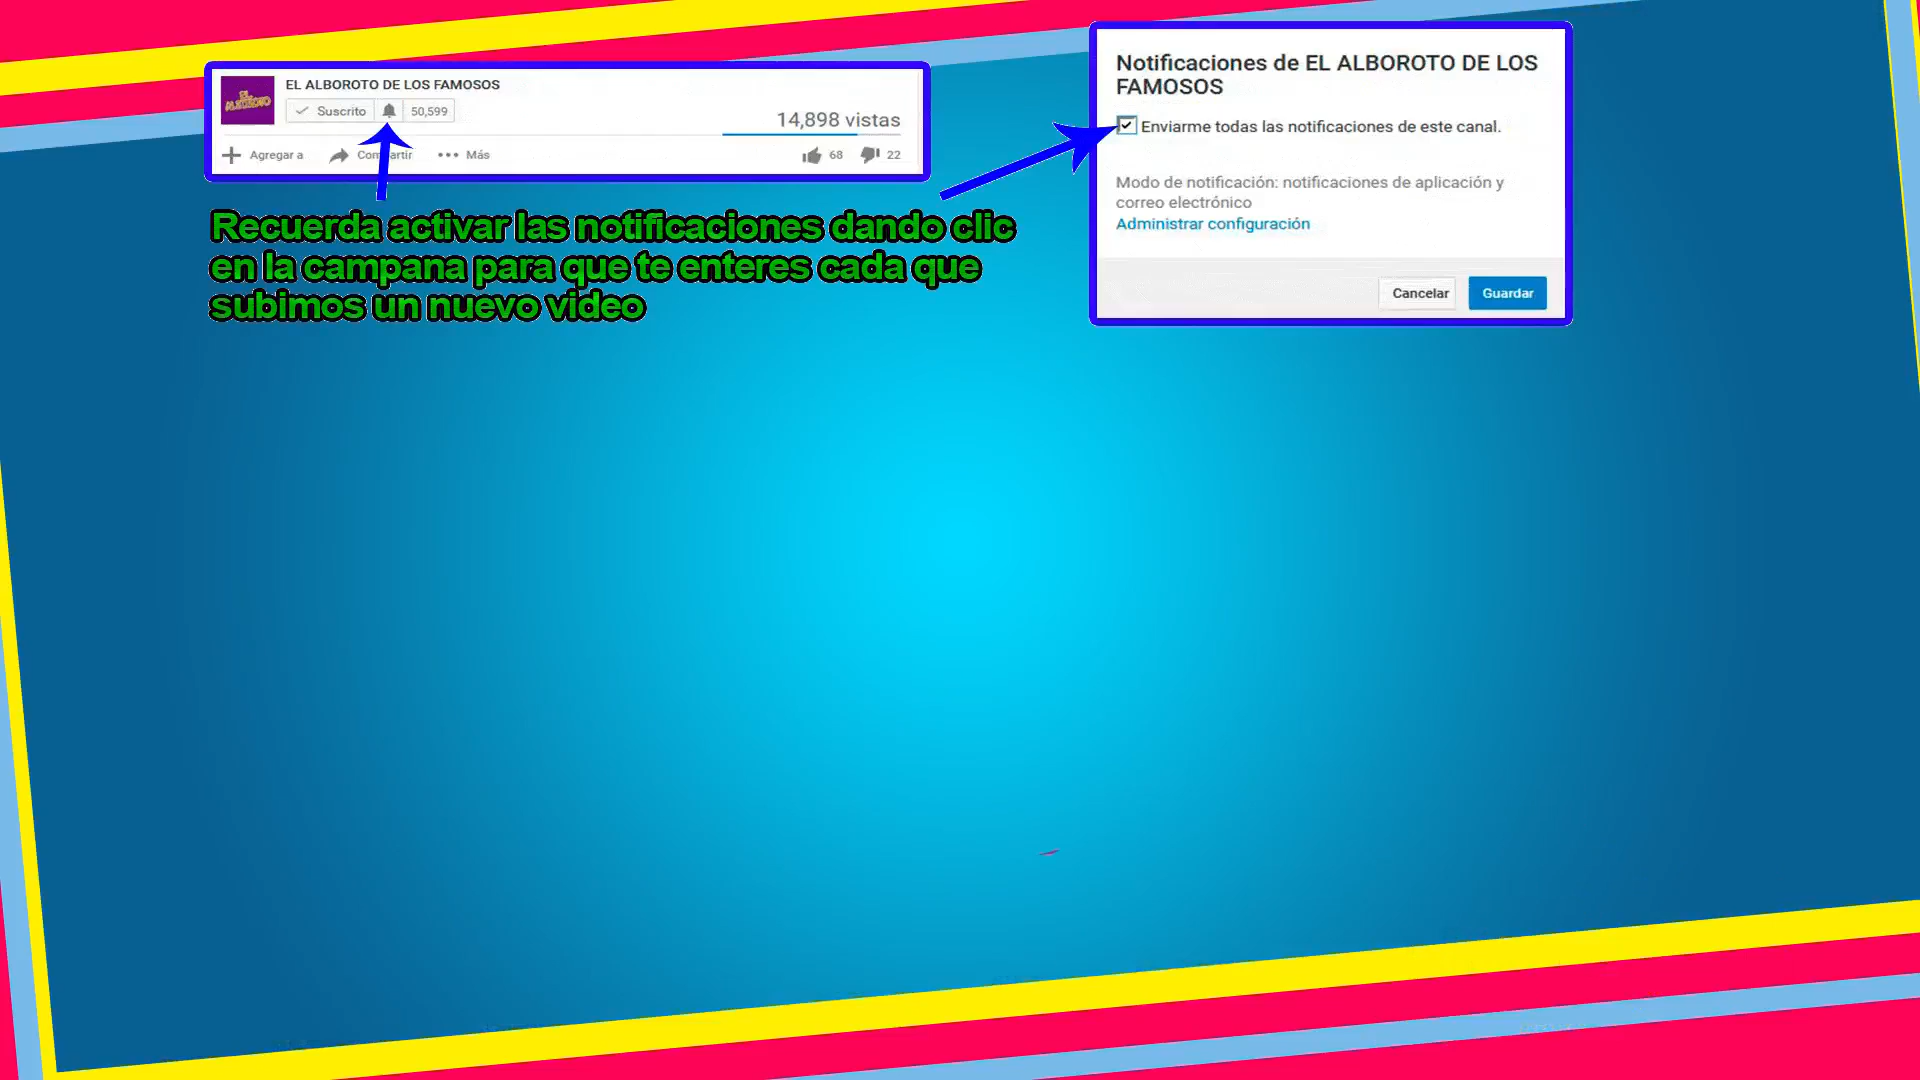 EL ALBOROTO
EL ALBOROTO DE LOS FAMOSOS
Suscrito 50,599
14,898 vistas
Agregar a Compartir Más 68 22
Recuerda activar las notificaciones dando clic
en la campana para que te enteres cada que
subimos un nuevo video
Notificaciones de EL ALBOROTO DE LOS
FAMOSOS
Enviarme todas las notificaciones de este canal.
Modo de notificación: notificaciones de aplicación y
correo electrónico
Administrar configuración
Cancelar Guardar